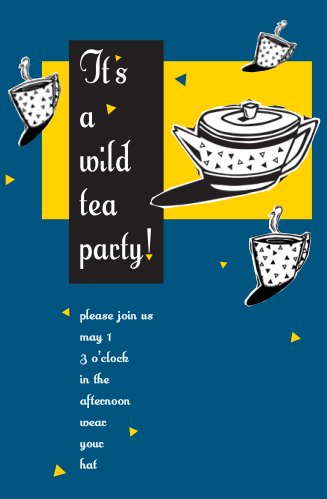 It's
a
wild
tea
party!
please join us
may 1
3 o'clock
in the
afternoon
wear
your
hat